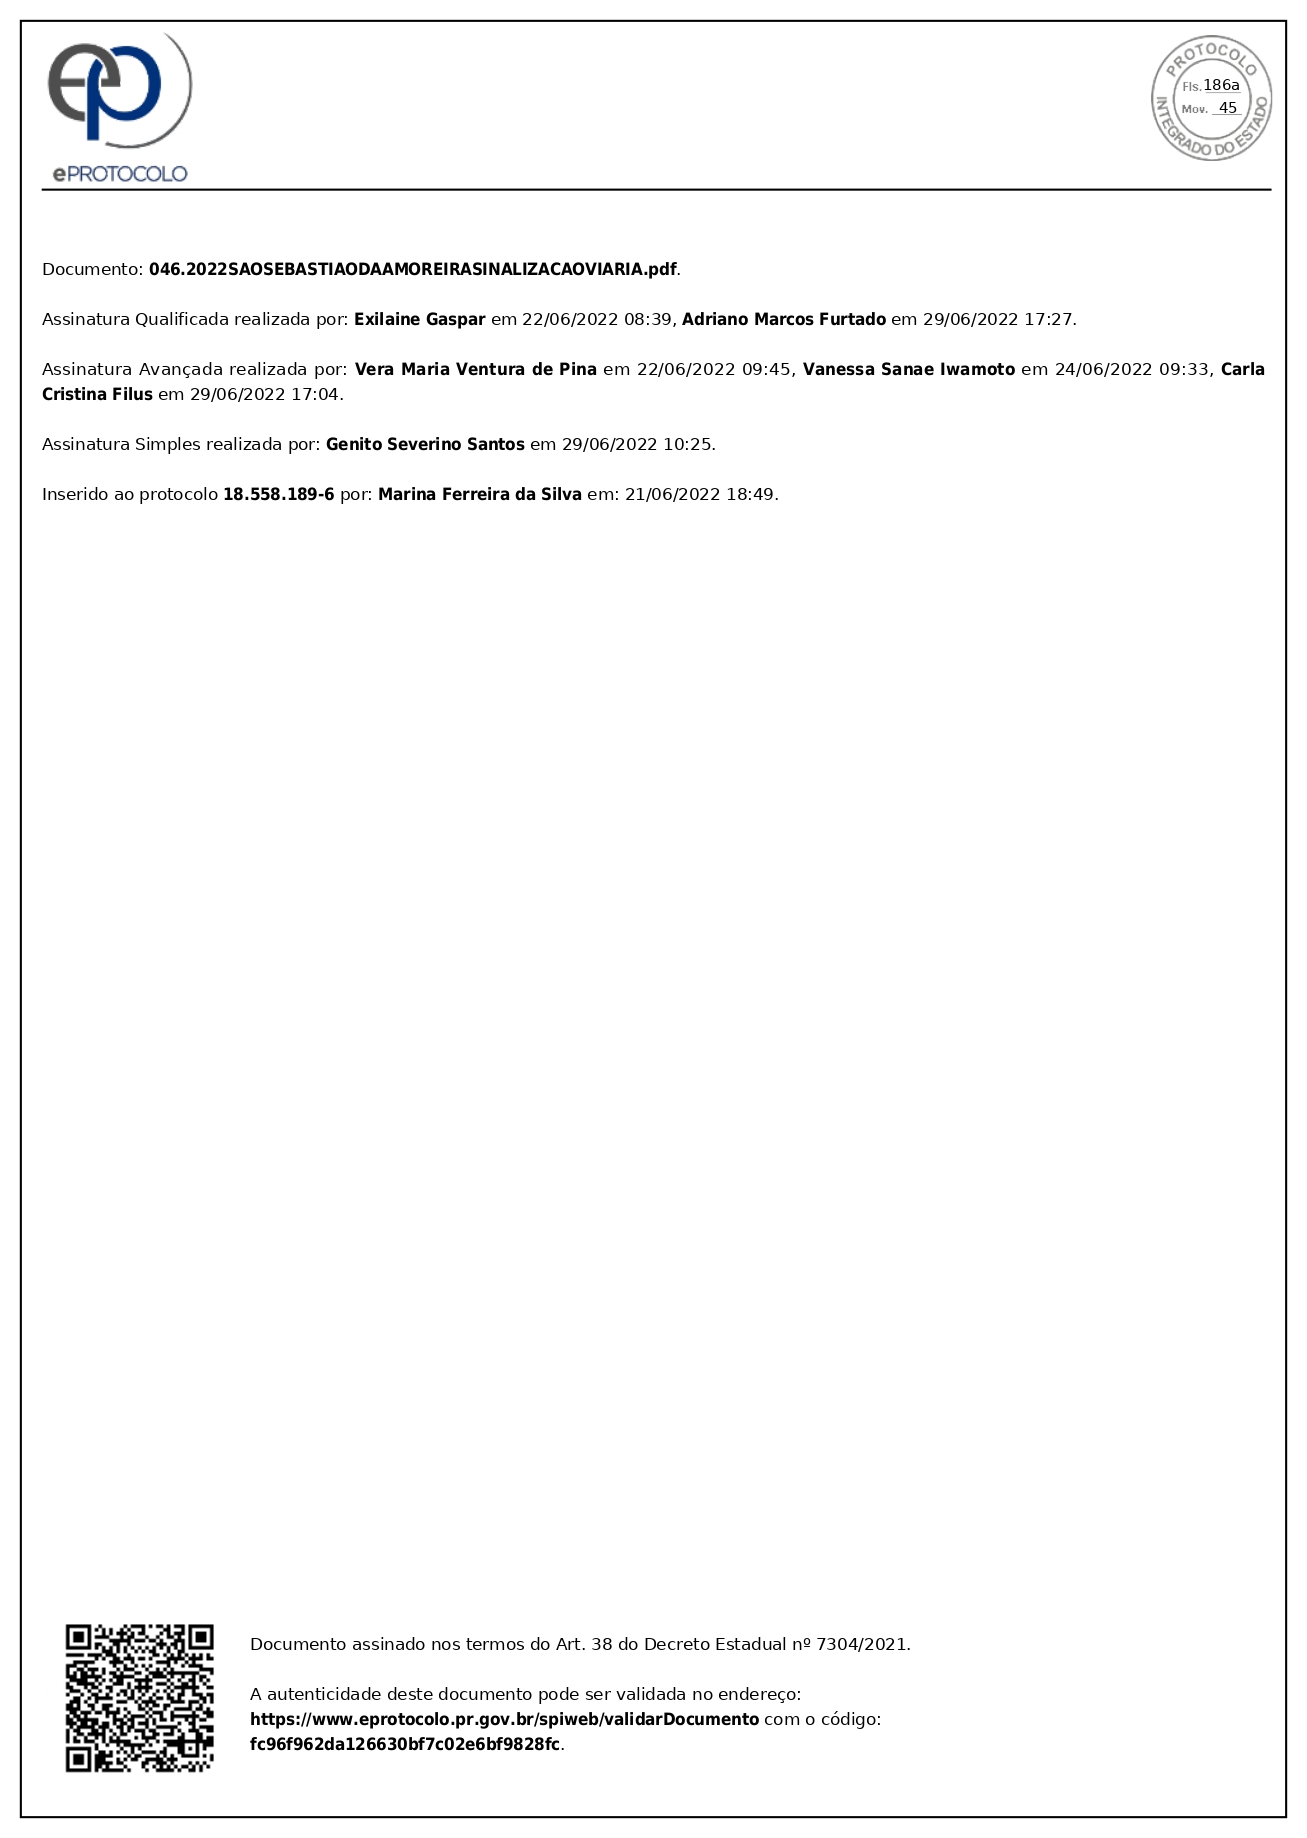 ep
ePROTOCOLO
PROTOCOLO
INTEGRADO DO ESTADO
Fls. 186a
Mov. 45
Documento: 046.2022SAOSEBASTIAODAAMOREIRASINALIZACAOVIARIA.pdf.
Assinatura Qualificada realizada por: Exilaine Gaspar em 22/06/2022 08:39, Adriano Marcos Furtado em 29/06/2022 17:27.
Assinatura Avançada realizada por: Vera Maria Ventura de Pina em 22/06/2022 09:45, Vanessa Sanae Iwamoto em 24/06/2022 09:33, Carla
Cristina Filus em 29/06/2022 17:04.
Assinatura Simples realizada por: Genito Severino Santos em 29/06/2022 10:25.
Inserido ao protocolo 18.558.189-6 por: Marina Ferreira da Silva em: 21/06/2022 18:49.
Documento assinado nos termos do Art. 38 do Decreto Estadual nº 7304/2021.
A autenticidade deste documento pode ser validada no endereço:
https://www.eprotocolo.pr.gov.br/spiweb/validarDocumento com o código:
fc96f962da126630bf7c02e6bf9828fc.